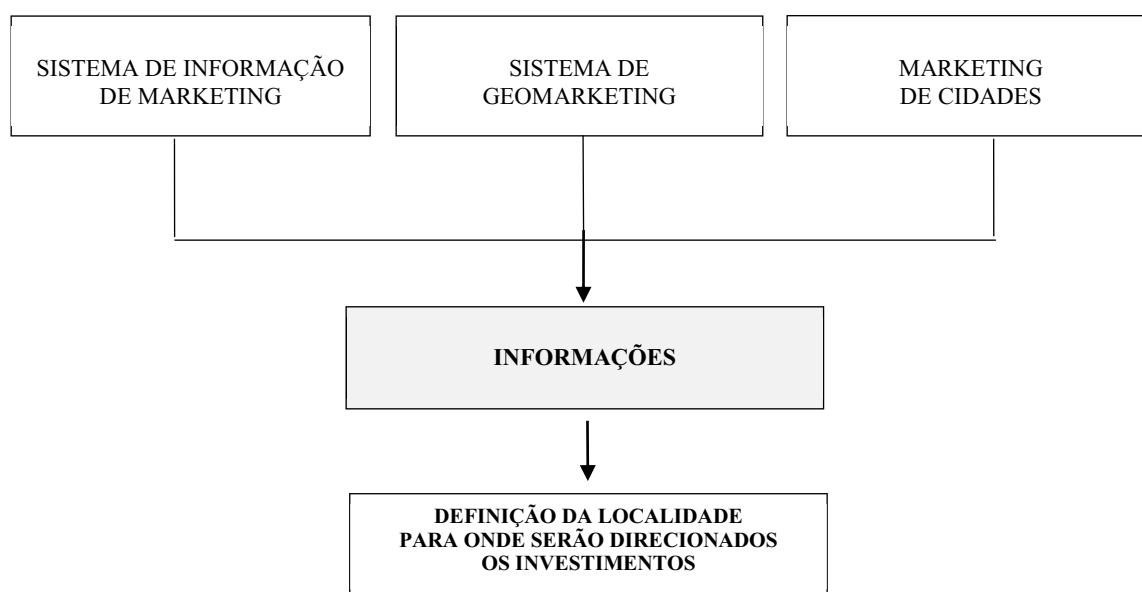 SISTEMA DE INFORMAÇÃO
DE MARKETING
SISTEMA DE
GEOMARKETING
MARKETING
DE CIDADES
INFORMAÇÕES
DEFINIÇÃO DA LOCALIDADE
PARA ONDE SERÃO DIRECIONADOS
OS INVESTIMENTOS